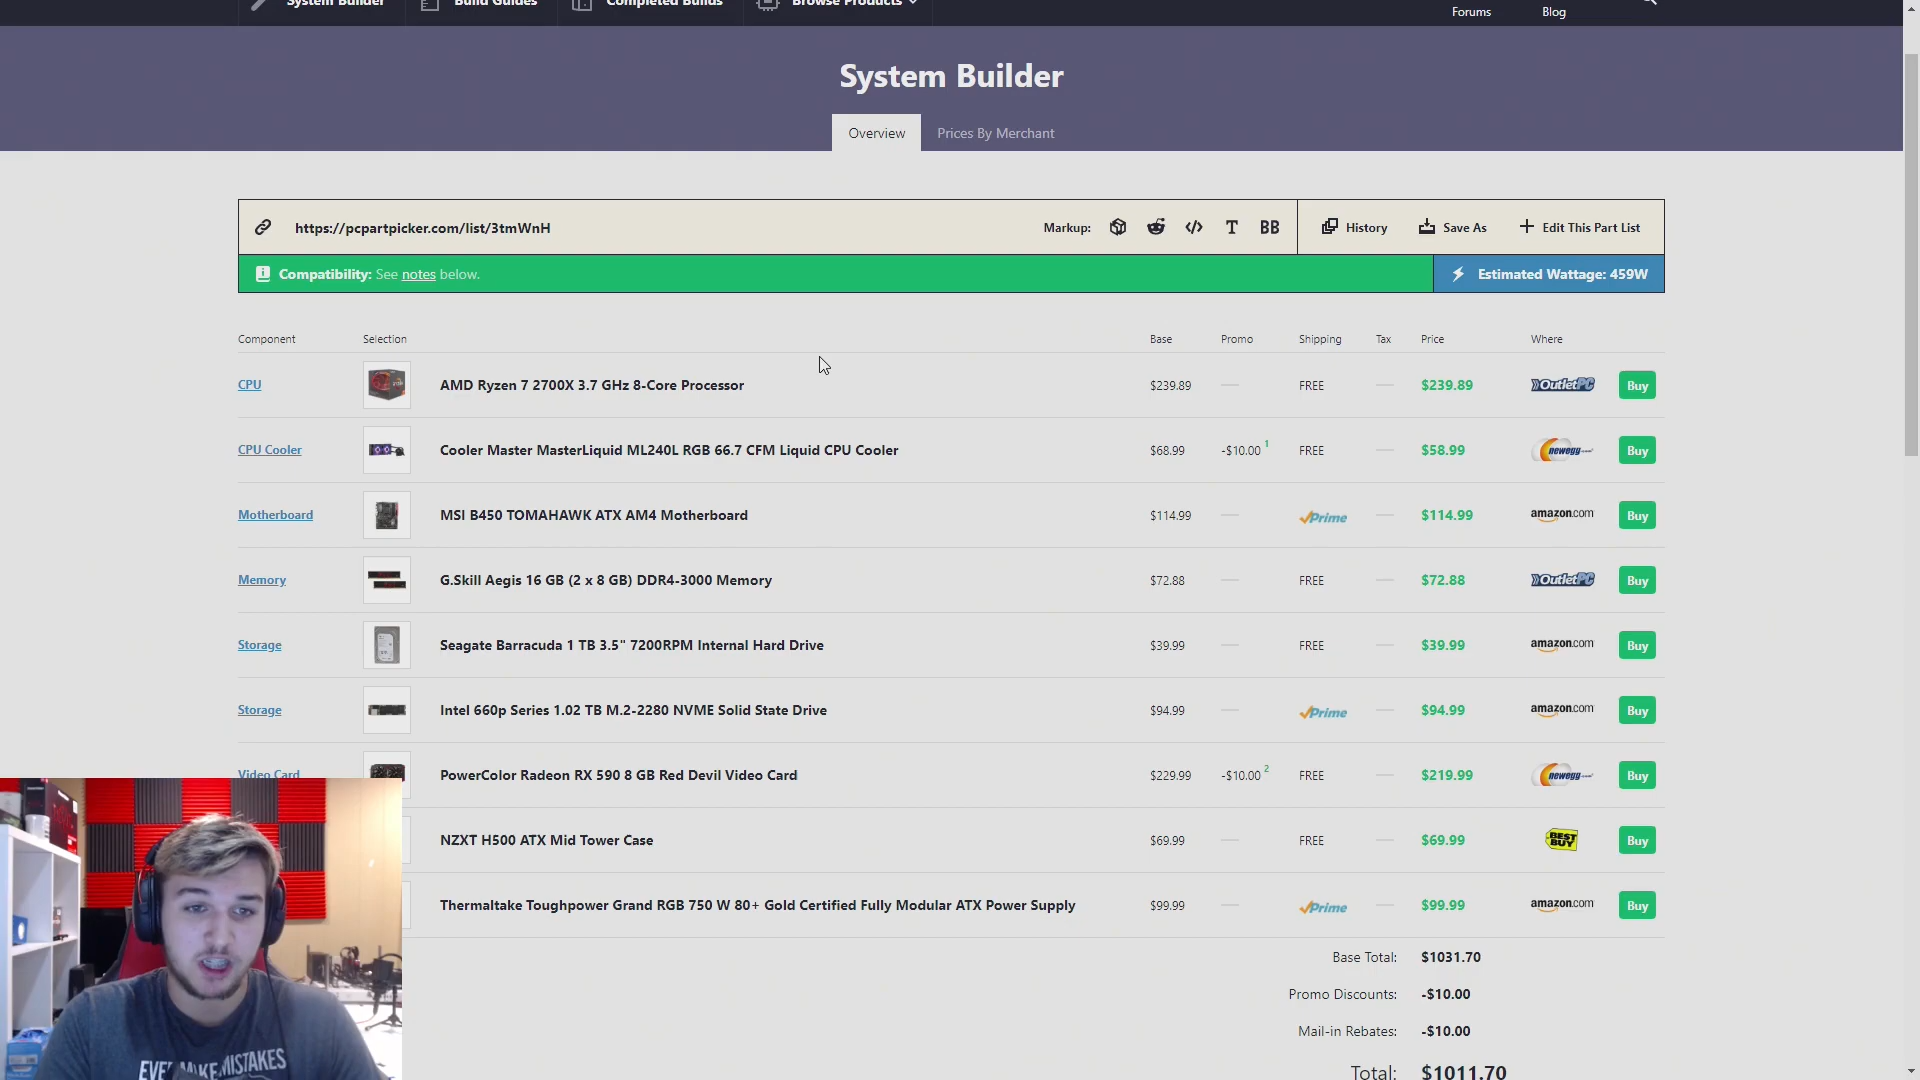 System Builder Build Guides Completed Builds Browse Products
Forums Blog
System Builder
Overview Prices By Merchant
https://pcpartpicker.com/list/3tmWnH Markup: T BB History Save As Edit This Part List
Compatibility: See notes below. Estimated Wattage: 459W
Component Selection Base Promo Shipping Tax Price Where
CPU AMD Ryzen 7 2700X 3.7 GHz 8-Core Processor $239.89 — FREE — $239.89 OutletPC Buy
CPU Cooler Cooler Master MasterLiquid ML240L RGB 66.7 CFM Liquid CPU Cooler $68.99 -$10.00 1 FREE — $58.99 newegg Buy
Motherboard MSI B450 TOMAHAWK ATX AM4 Motherboard $114.99 — Prime — $114.99 amazon.com Buy
Memory G.Skill Aegis 16 GB (2 x 8 GB) DDR4-3000 Memory $72.88 — FREE — $72.88 OutletPC Buy
Storage Seagate Barracuda 1 TB 3.5" 7200RPM Internal Hard Drive $39.99 — FREE — $39.99 amazon.com Buy
Storage Intel 660p Series 1.02 TB M.2-2280 NVME Solid State Drive $94.99 — Prime — $94.99 amazon.com Buy
Video Card PowerColor Radeon RX 590 8 GB Red Devil Video Card $229.99 -$10.00 2 FREE — $219.99 newegg Buy
NZXT H500 ATX Mid Tower Case $69.99 — FREE — $69.99 BEST BUY Buy
Thermaltake Toughpower Grand RGB 750 W 80+ Gold Certified Fully Modular ATX Power Supply $99.99 — Prime — $99.99 amazon.com Buy
Base Total: $1031.70
Promo Discounts: -$10.00
Mail-in Rebates: -$10.00
Total: $1011.70
MISTAKES